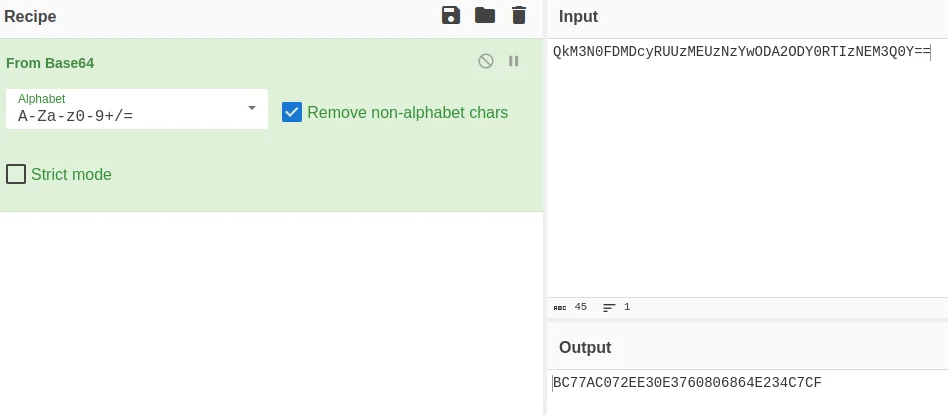 Recipe
From Base64
Alphabet
A-Za-z0-9+/=
Remove non-alphabet chars
Strict mode
Input
QkM3N0FDMDcyRUUzMEUzNzYwODA2ODY0RTIzNEM3Q0Y==
ABC 45 1
Output
BC77AC072EE30E3760806864E234C7CF